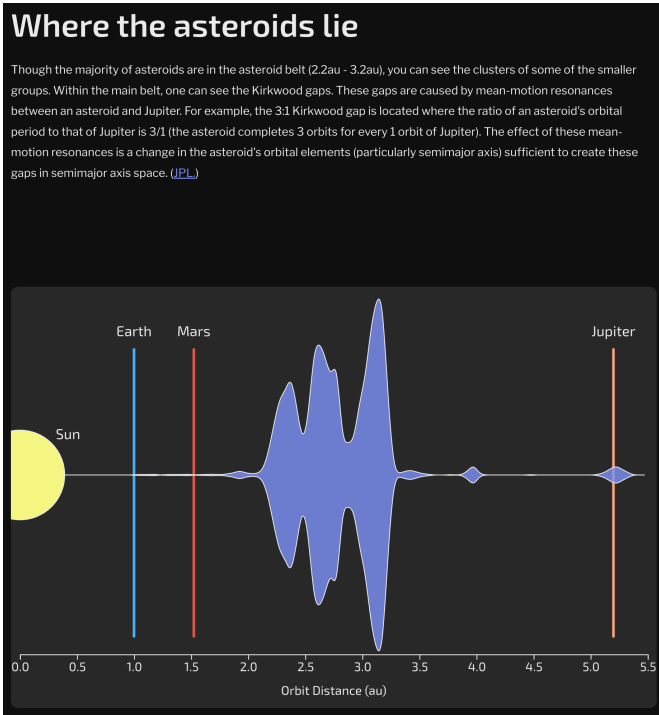 Where the asteroids lie
Though the majority of asteroids are in the asteroid belt (2.2au - 3.2au), you can see the clusters of some of the smaller
groups. Within the main belt, one can see the Kirkwood gaps. These gaps are caused by mean-motion resonances
between an asteroid and Jupiter. For example, the 3:1 Kirkwood gap is located where the ratio of an asteroid's orbital
period to that of Jupiter is 3/1 (the asteroid completes 3 orbits for every 1 orbit of Jupiter). The effect of these mean-
motion resonances is a change in the asteroid's orbital elements (particularly semimajor axis) sufficient to create these
gaps in semimajor axis space. (JPL.)
Earth Mars Jupiter
Sun
0.0 0.5 1.0 1.5 2.0 2.5 3.0 3.5 4.0 4.5 5.0 5.5
Orbit Distance (au)